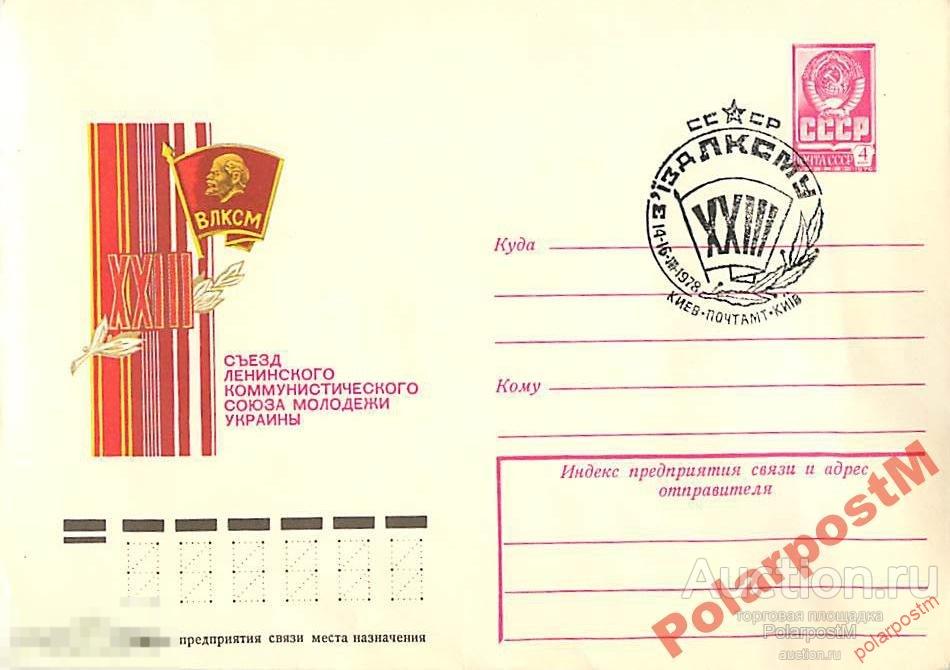 СССР
ПОЧТА СССР
4
1978
СССР
З'ЇЗД ЛКСМУ
XXIII
14-16·III·1978
КИЕВ·ПОЧТАМТ·КИЇВ
ВЛКСМ
XXIII
СЪЕЗД
ЛЕНИНСКОГО
КОММУНИСТИЧЕСКОГО
СОЮЗА МОЛОДЕЖИ
УКРАИНЫ
Куда
Кому
Индекс предприятия связи и адрес
отправителя
предприятия связи места назначения
PolarpostM
Auction.ru
торговая площадка
PolarpostM
auction.ru
polarpostm